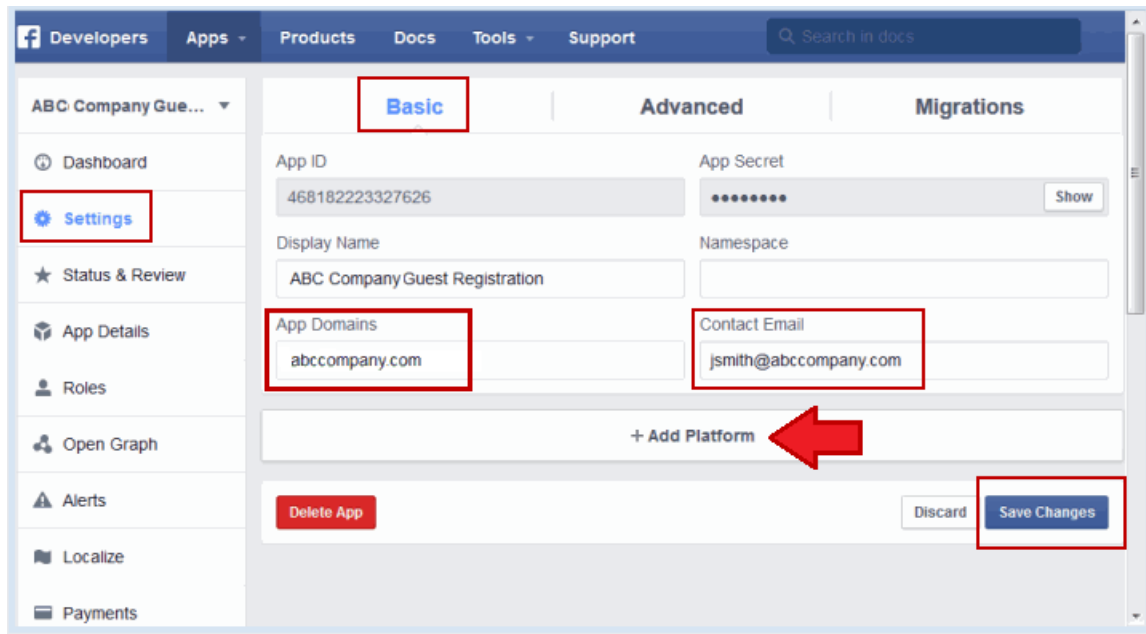 f Developers Apps Products Docs Tools Support Search in docs
ABC Company Gue...
Dashboard
Settings
Status & Review
App Details
Roles
Open Graph
Alerts
Localize
Payments
Basic Advanced Migrations
App ID App Secret
468182223327626 •••••••• Show
Display Name Namespace
ABC Company Guest Registration
App Domains Contact Email
abccompany.com jsmith@abccompany.com
+ Add Platform
Delete App Discard Save Changes